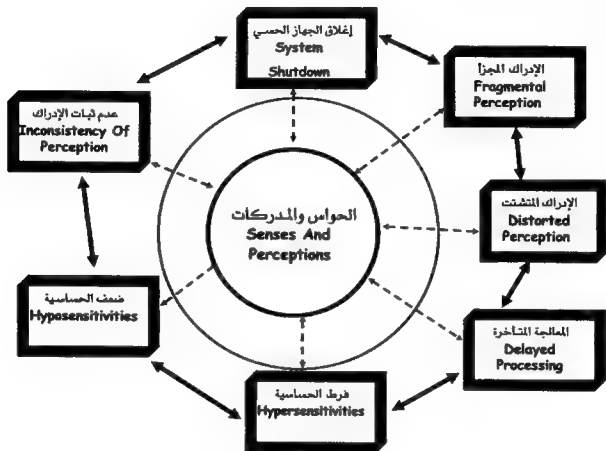 إغلاق الجهاز الحسي
System
Shutdown
الإدراك المجزأ
Fragmental
Perception
الإدراك المتشتت
Distorted
Perception
المعالجة المتأخرة
Delayed
Processing
فرط الحساسية
Hypersensitivities
ضعف الحساسية
Hyposensitivities
عدم ثبات الإدراك
Inconsistency Of
Perception
الحواس والمدركات
Senses And
Perceptions